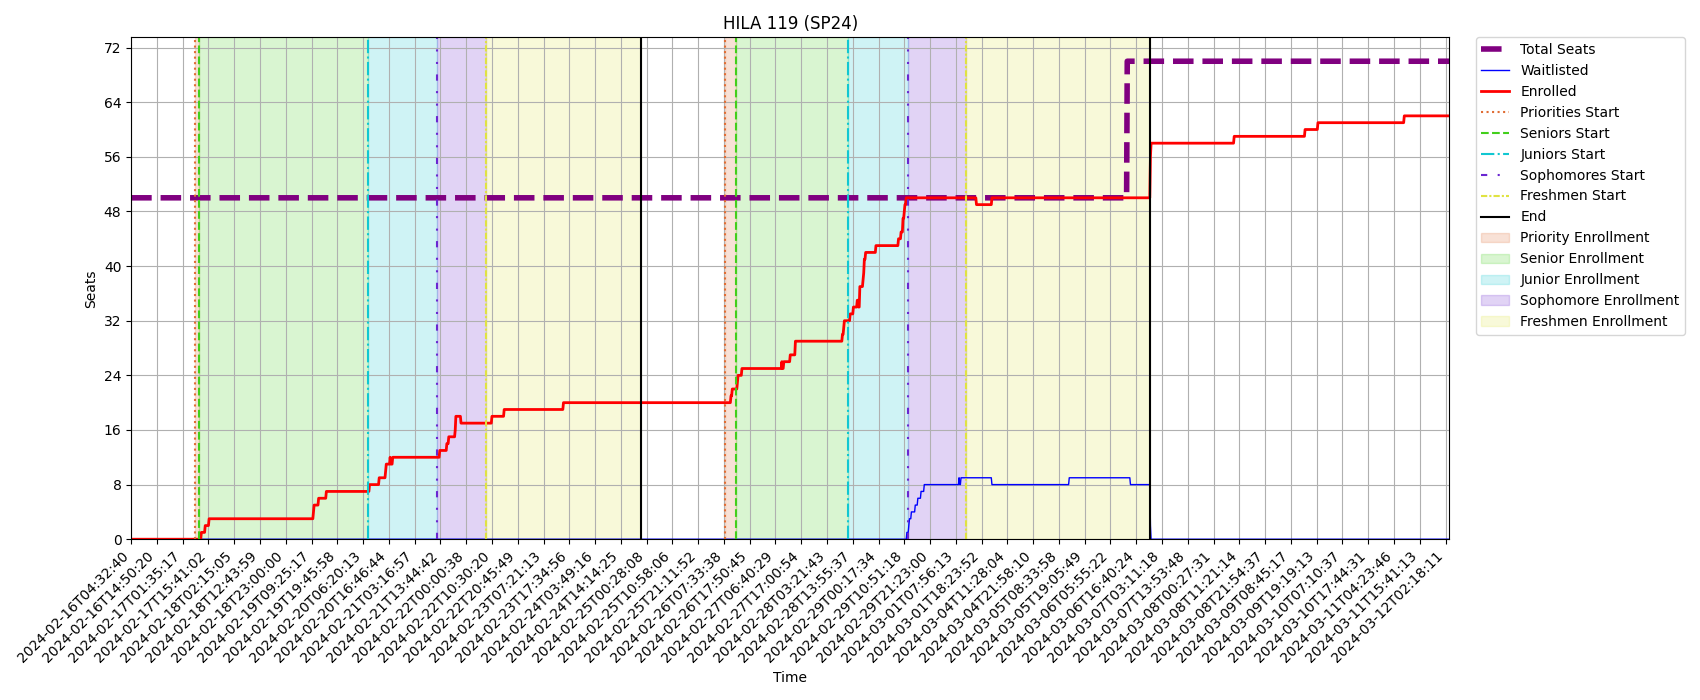 HILA 119 (SP24)
Seats
72
64
56
48
40
32
24
16
8
0
2024-02-16T04:32:40
2024-02-16T14:50:20
2024-02-17T01:35:17
2024-02-17T15:41:02
2024-02-18T02:15:05
2024-02-18T12:43:59
2024-02-18T23:00:00
2024-02-19T09:25:17
2024-02-19T19:45:58
2024-02-20T06:20:13
2024-02-20T16:46:44
2024-02-21T03:16:57
2024-02-21T13:44:42
2024-02-22T00:00:38
2024-02-22T10:30:20
2024-02-22T20:45:49
2024-02-23T07:21:13
2024-02-23T17:34:56
2024-02-24T03:49:16
2024-02-24T14:14:25
2024-02-25T00:28:08
2024-02-25T10:58:06
2024-02-25T21:11:52
2024-02-26T07:33:38
2024-02-26T17:50:45
2024-02-27T06:40:29
2024-02-27T17:00:54
2024-02-28T03:21:43
2024-02-28T13:55:37
2024-02-29T00:17:34
2024-02-29T10:51:18
2024-02-29T21:23:00
2024-03-01T07:56:13
2024-03-01T18:23:52
2024-03-04T11:28:04
2024-03-04T21:58:10
2024-03-05T08:33:58
2024-03-05T19:05:49
2024-03-06T05:55:22
2024-03-06T16:40:24
2024-03-07T03:11:18
2024-03-07T13:53:48
2024-03-08T00:27:31
2024-03-08T11:21:14
2024-03-08T21:54:37
2024-03-09T08:45:17
2024-03-09T19:19:13
2024-03-10T07:10:37
2024-03-10T17:44:31
2024-03-11T04:23:46
2024-03-11T15:41:13
2024-03-12T02:18:11
Time
Total Seats
Waitlisted
Enrolled
Priorities Start
Seniors Start
Juniors Start
Sophomores Start
Freshmen Start
End
Priority Enrollment
Senior Enrollment
Junior Enrollment
Sophomore Enrollment
Freshmen Enrollment